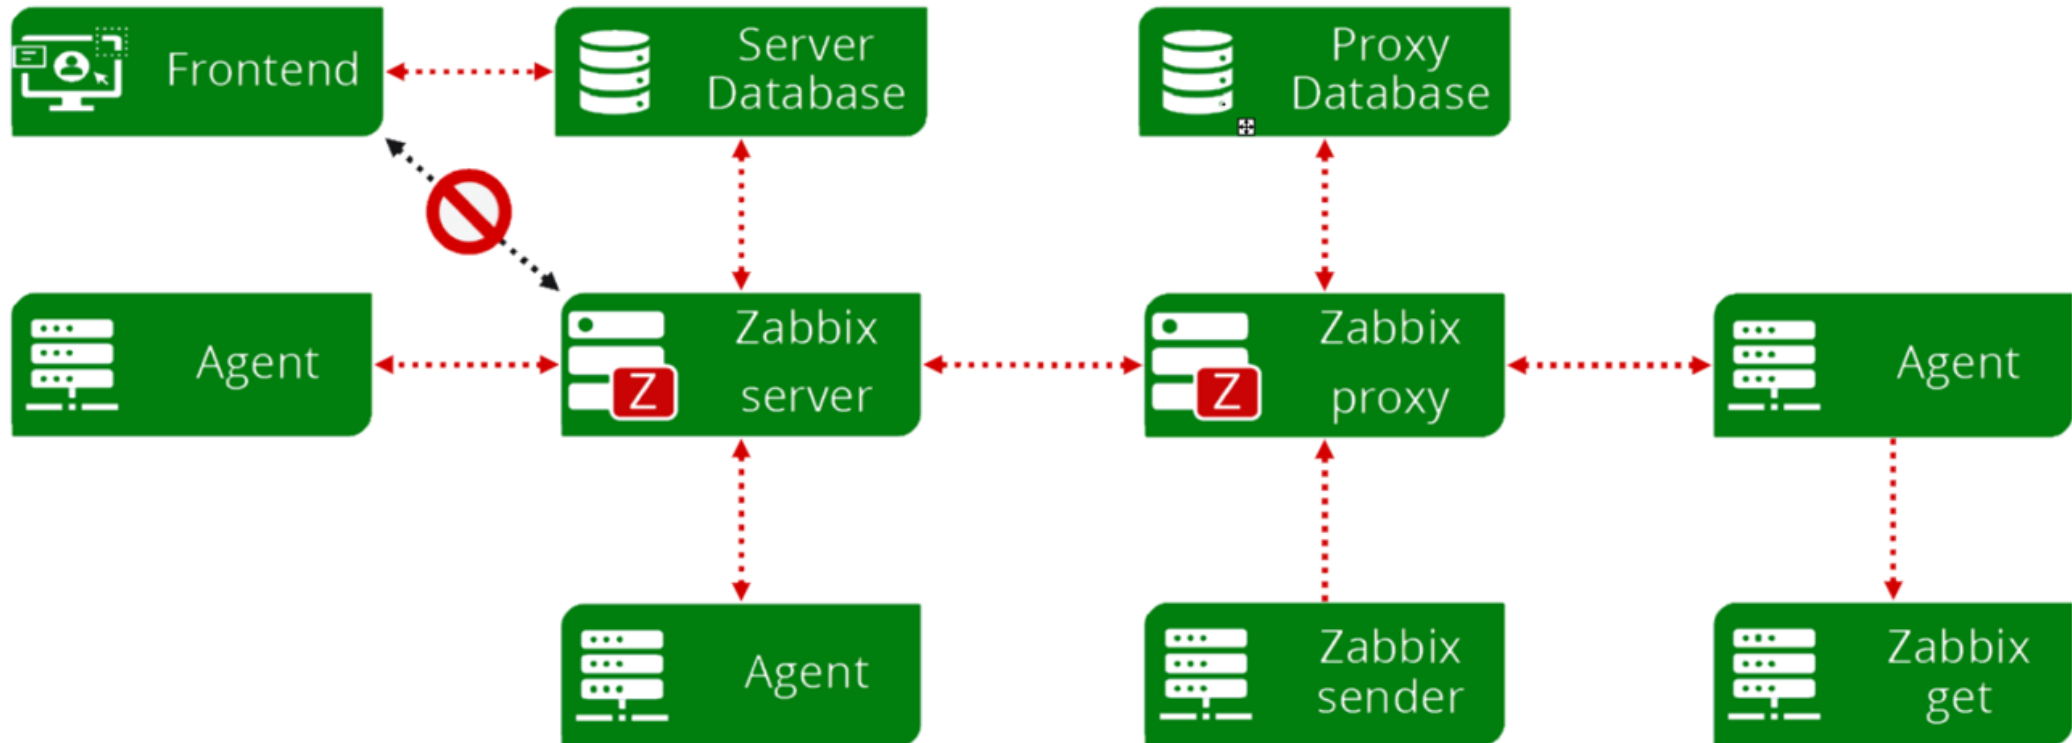 Frontend
Server
Database
Proxy
Database
Agent
Zabbix
server
Z
Zabbix
proxy
Z
Agent
Agent
Zabbix
sender
Zabbix
get